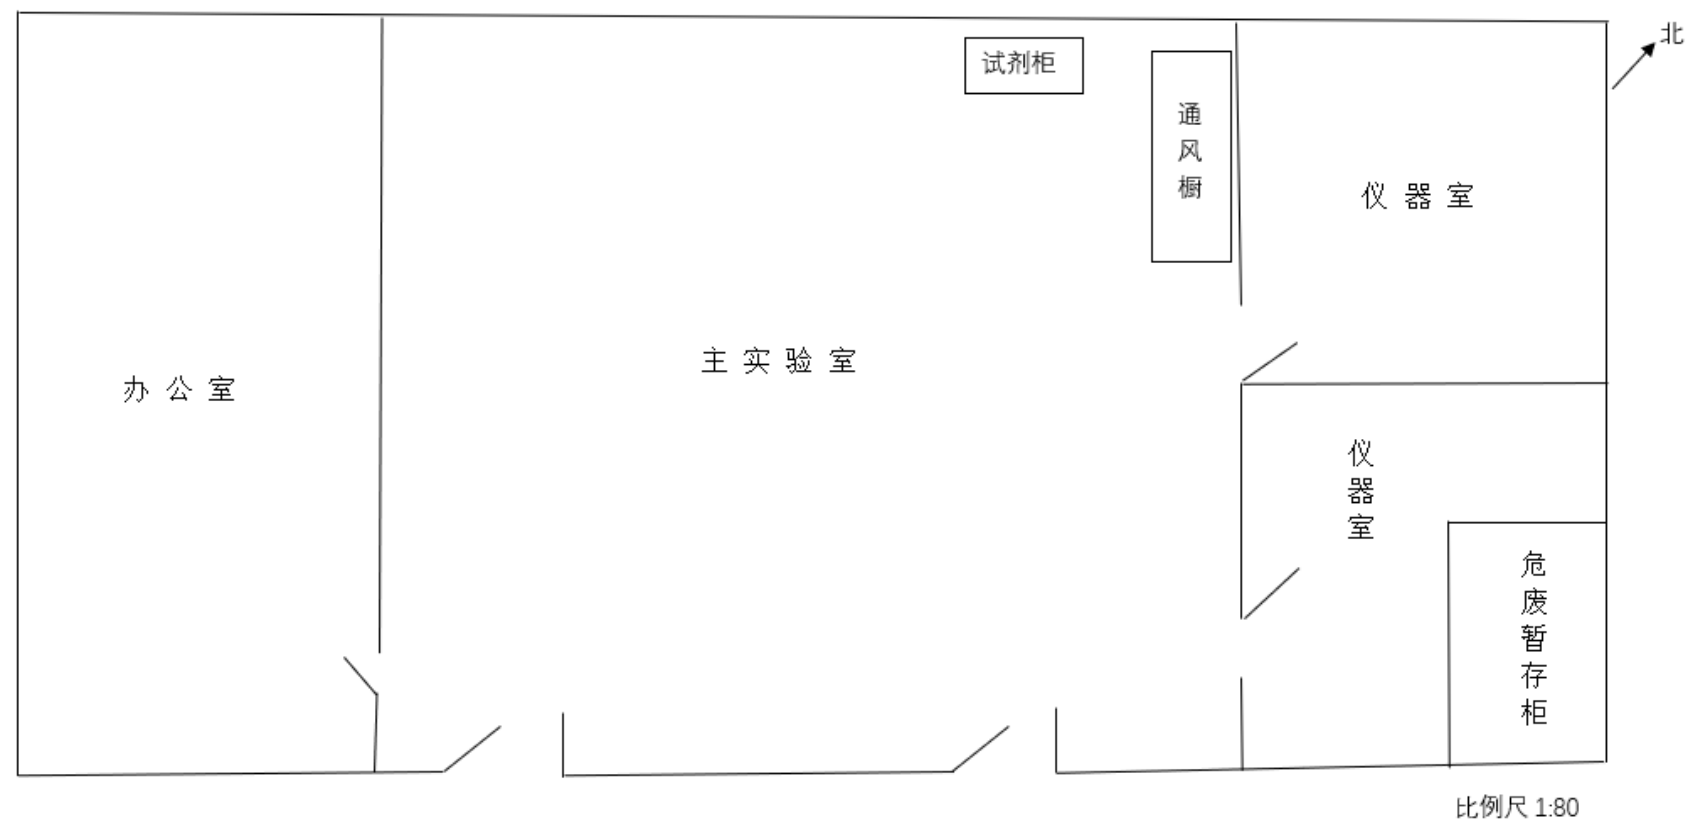 北
试剂柜
通
风
橱
仪 器 室
主 实 验 室
办 公 室
仪
器
室
危
废
暂
存
柜
比例尺 1:80